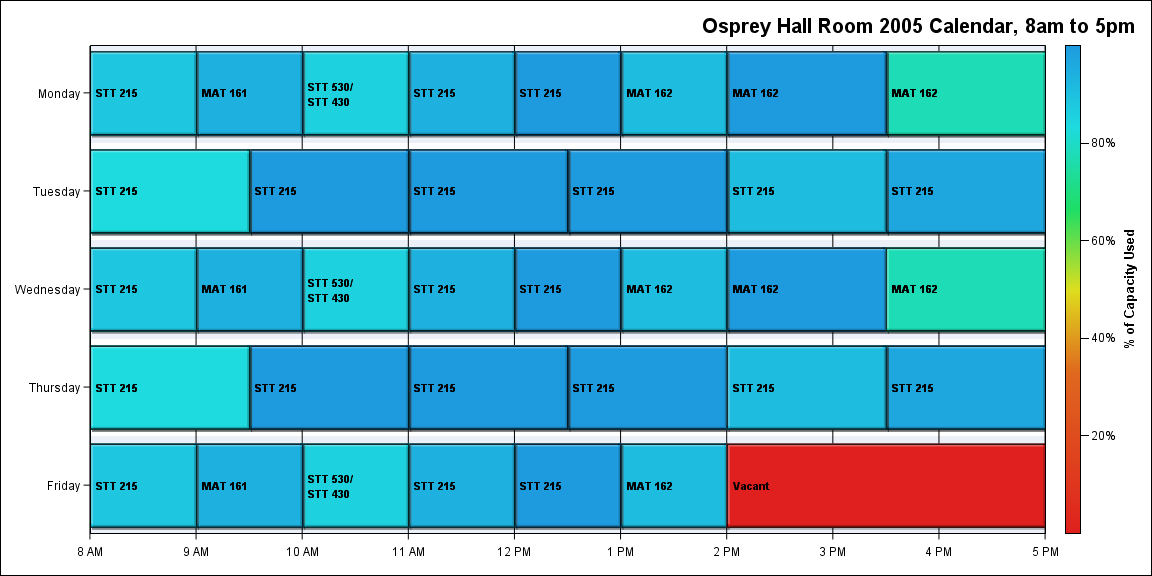 Osprey Hall Room 2005 Calendar, 8am to 5pm
Monday
STT 215
MAT 161
STT 530/
STT 430
STT 215
STT 215
MAT 162
MAT 162
MAT 162
Tuesday
STT 215
STT 215
STT 215
STT 215
STT 215
STT 215
Wednesday
STT 215
MAT 161
STT 530/
STT 430
STT 215
STT 215
MAT 162
MAT 162
MAT 162
Thursday
STT 215
STT 215
STT 215
STT 215
STT 215
STT 215
Friday
STT 215
MAT 161
STT 530/
STT 430
STT 215
STT 215
MAT 162
Vacant
8 AM
9 AM
10 AM
11 AM
12 PM
1 PM
2 PM
3 PM
4 PM
5 PM
80%
60%
40%
20%
% of Capacity Used